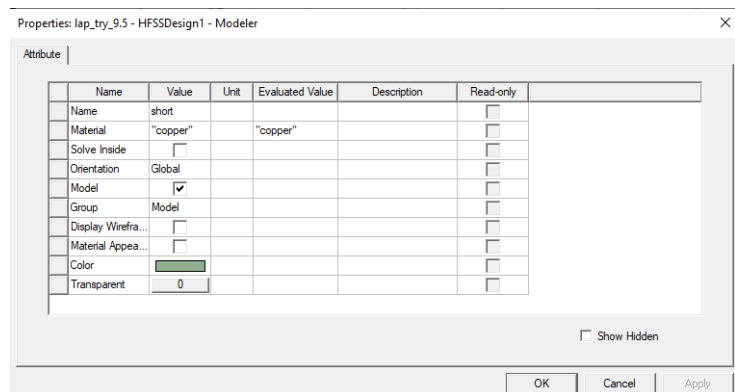 Properties: lap_try_9.5 - HFSSDesign1 - Modeler
Attribute
Name Value Unit Evaluated Value Description Read-only
Name short
Material "copper" "copper"
Solve Inside
Orientation Global
Model
Group Model
Display Wirefra...
Material Appea...
Color
Transparent 0
Show Hidden
OK Cancel Apply